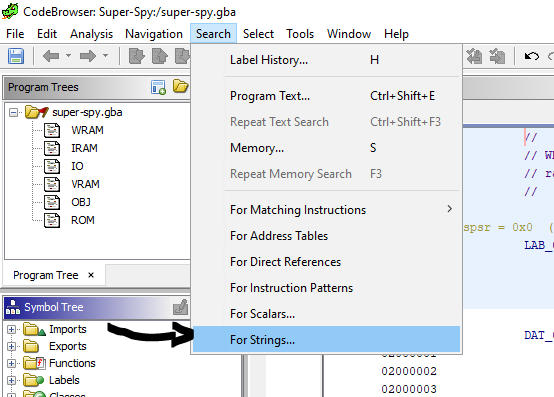 CodeBrowser: Super-Spy:/super-spy.gba
File Edit Analysis Navigation Search Select Tools Window Help
Label History... H
Program Text... Ctrl+Shift+E
Repeat Text Search Ctrl+Shift+F3
Memory... S
Repeat Memory Search F3
For Matching Instructions
For Address Tables
For Direct References
For Instruction Patterns
For Scalars...
For Strings...
Program Trees
super-spy.gba
WRAM
IRAM
IO
VRAM
OBJ
ROM
Program Tree ×
Symbol Tree
Imports
Exports
Functions
Labels
Classes
//
// W
// ra
//
spsr = 0x0 (
LAB_
DAT_
02000001
02000002
02000003